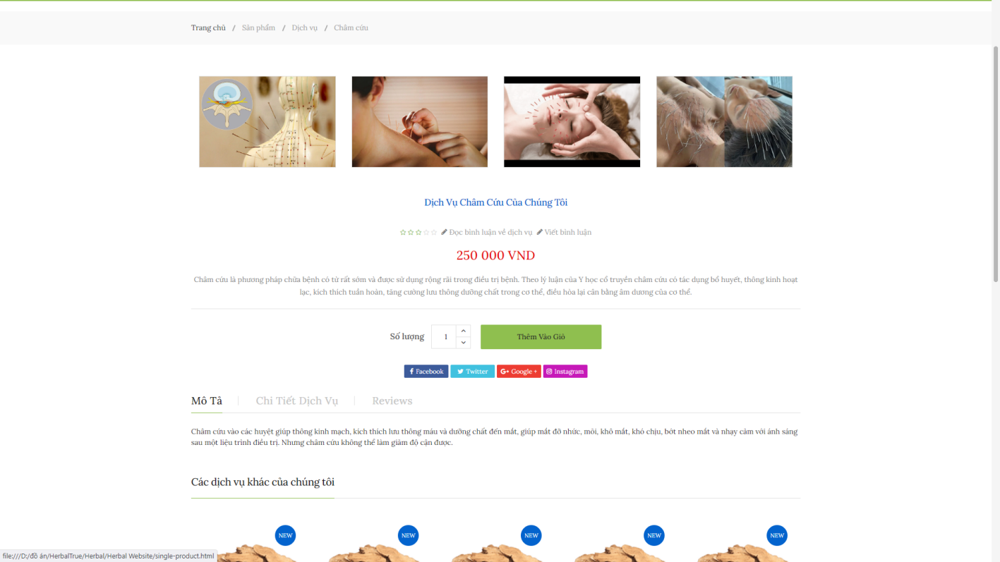 Trang chủ / Sản phẩm / Dịch vụ / Châm cứu
Dịch Vụ Châm Cứu Của Chúng Tôi
Đọc bình luận về dịch vụ Viết bình luận
250 000 VND
Châm cứu là phương pháp chữa bệnh có từ rất sớm và được sử dụng rộng rãi trong điều trị bệnh. Theo lý luận của Y học cổ truyền châm cứu có tác dụng bổ huyết, thông kinh hoạt
lạc, kích thích tuần hoàn, tăng cường lưu thông dưỡng chất trong cơ thể, điều hòa lại cân bằng âm dương của cơ thể.
Số lượng 1 Thêm Vào Giỏ
Facebook Twitter Google + Instagram
Mô Tả Chi Tiết Dịch Vụ Reviews
Châm cứu vào các huyệt giúp thông kinh mạch, kích thích lưu thông máu và dưỡng chất đến mắt, giúp mắt đỡ nhức, mỏi, khô mắt, khó chịu, bớt nheo mắt và nhạy cảm với ánh sáng
sau một liệu trình điều trị. Nhưng châm cứu không thể làm giảm độ cận được.
Các dịch vụ khác của chúng tôi
NEW NEW NEW NEW NEW
file:///D:/đồ án/HerbalTrue/Herbal/Herbal Website/single-product.html